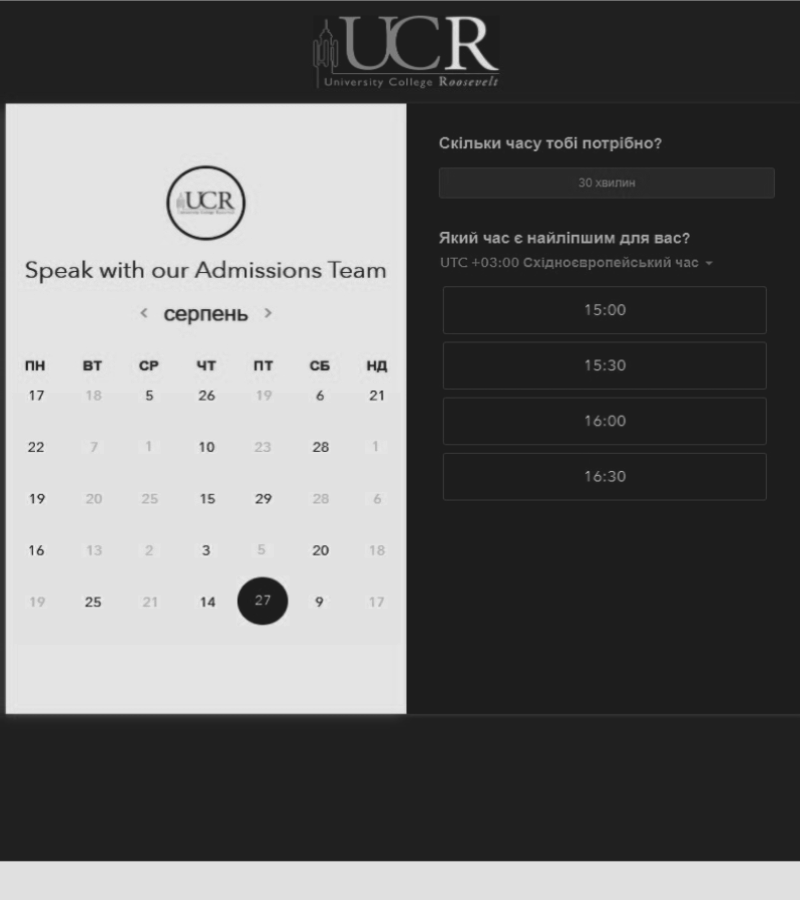 UCR
University College Roosevelt
UCR
Speak with our Admissions Team
< серпень >
ПН ВТ СР ЧТ ПТ СБ НД
17 18 5 26 19 6 21
22 7 1 10 23 28 1
19 20 25 15 29 28 6
16 13 2 3 5 20 18
19 25 21 14 27 9 17
Скільки часу тобі потрібно?
30 хвилин
Який час є найліпшим для вас?
UTC +03:00 Східноєвропейський час
15:00
15:30
16:00
16:30